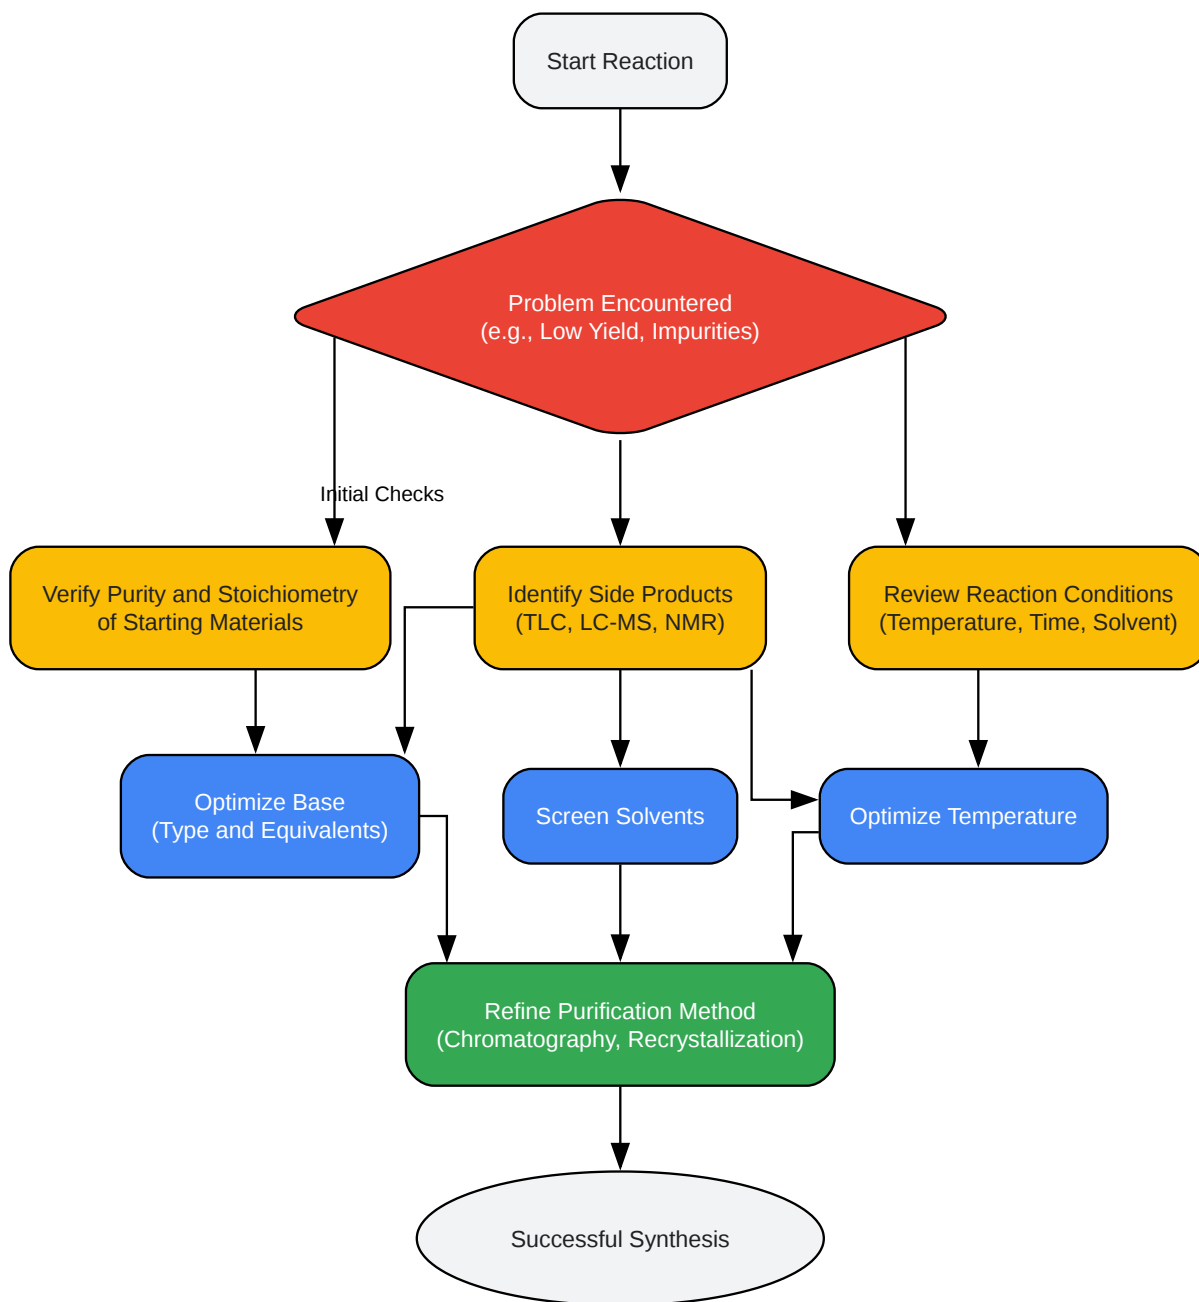 Start Reaction
Problem Encountered
(e.g., Low Yield, Impurities)
Initial Checks
Verify Purity and Stoichiometry
of Starting Materials
Identify Side Products
(TLC, LC-MS, NMR)
Review Reaction Conditions
(Temperature, Time, Solvent)
Optimize Base
(Type and Equivalents)
Screen Solvents
Optimize Temperature
Refine Purification Method
(Chromatography, Recrystallization)
Successful Synthesis